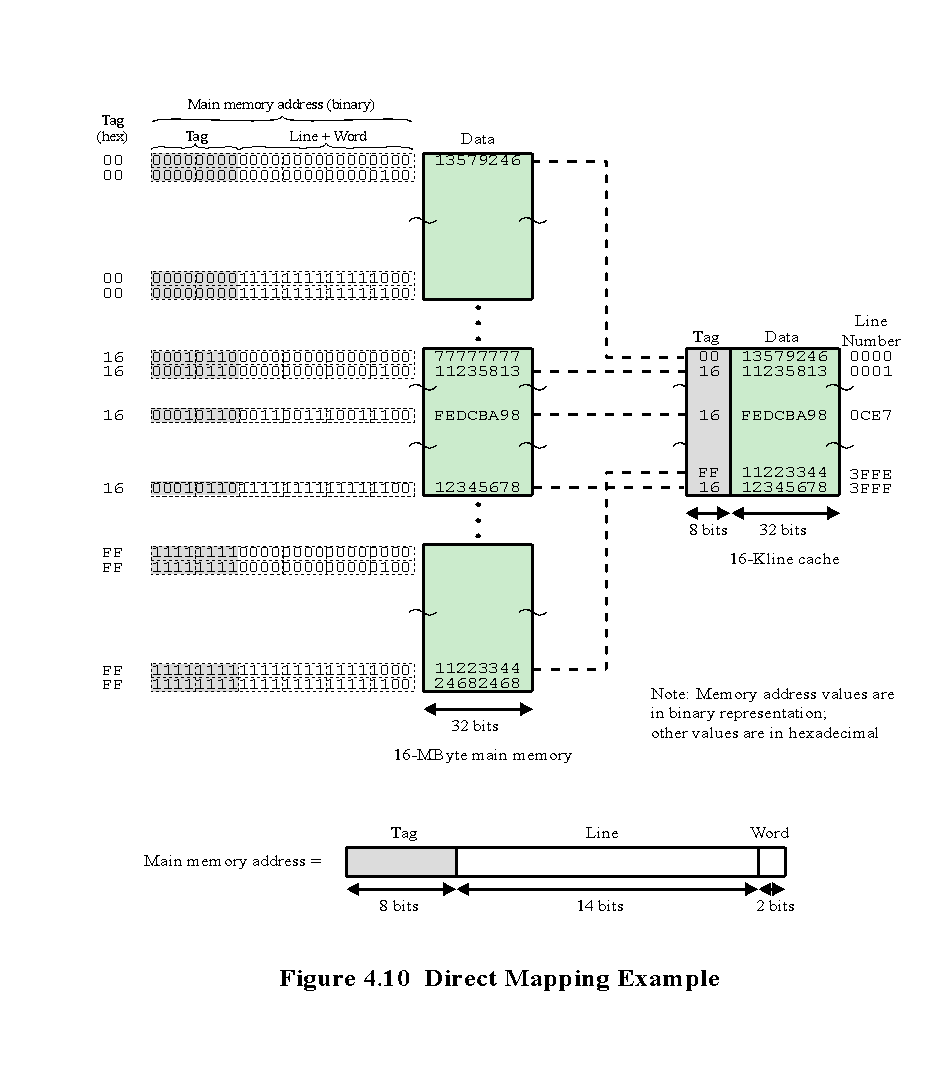 Main memory address (binary)
Tag
(hex)
Tag Line + Word Data
00 000000000000000000000000 13579246
00 000000000000000000000100
00 000000001111111111111000
00 000000001111111111111100
Line
Tag Data Number
16 000101100000000000000000 77777777 00 13579246 0000
16 000101100000000000000100 11235813 16 11235813 0001
16 000101100011001110011100 FEDCBA98 16 FEDCBA98 0CE7
FF 11223344 3FFE
16 000101101111111111111100 12345678 16 12345678 3FFF
8 bits 32 bits
16-Kline cache
FF 111111110000000000000000
FF 111111110000000000000100
FF 111111111111111111111000 11223344
FF 111111111111111111111100 24682468
32 bits
16-MByte main memory
Note: Memory address values are
in binary representation;
other values are in hexadecimal
Tag Line Word
Main memory address =
8 bits 14 bits 2 bits
Figure 4.10 Direct Mapping Example